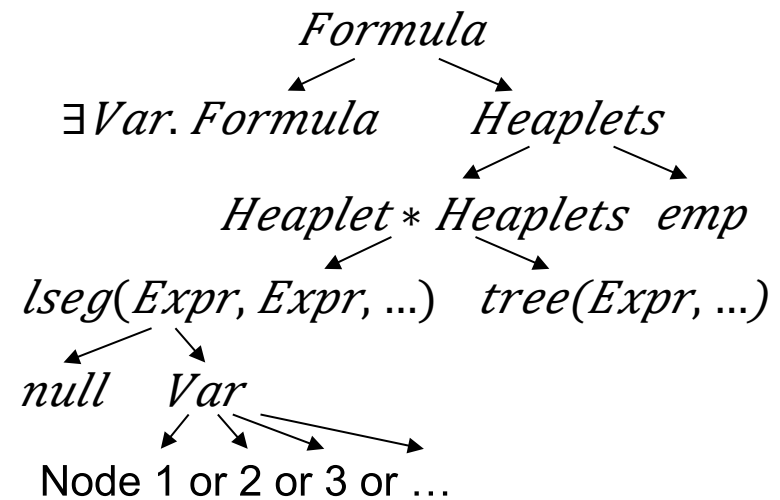 Formula
∃Var. Formula Heaplets
Heaplet ∗ Heaplets emp
lseg(Expr, Expr, ...) tree(Expr, ...)
null Var
Node 1 or 2 or 3 or ...